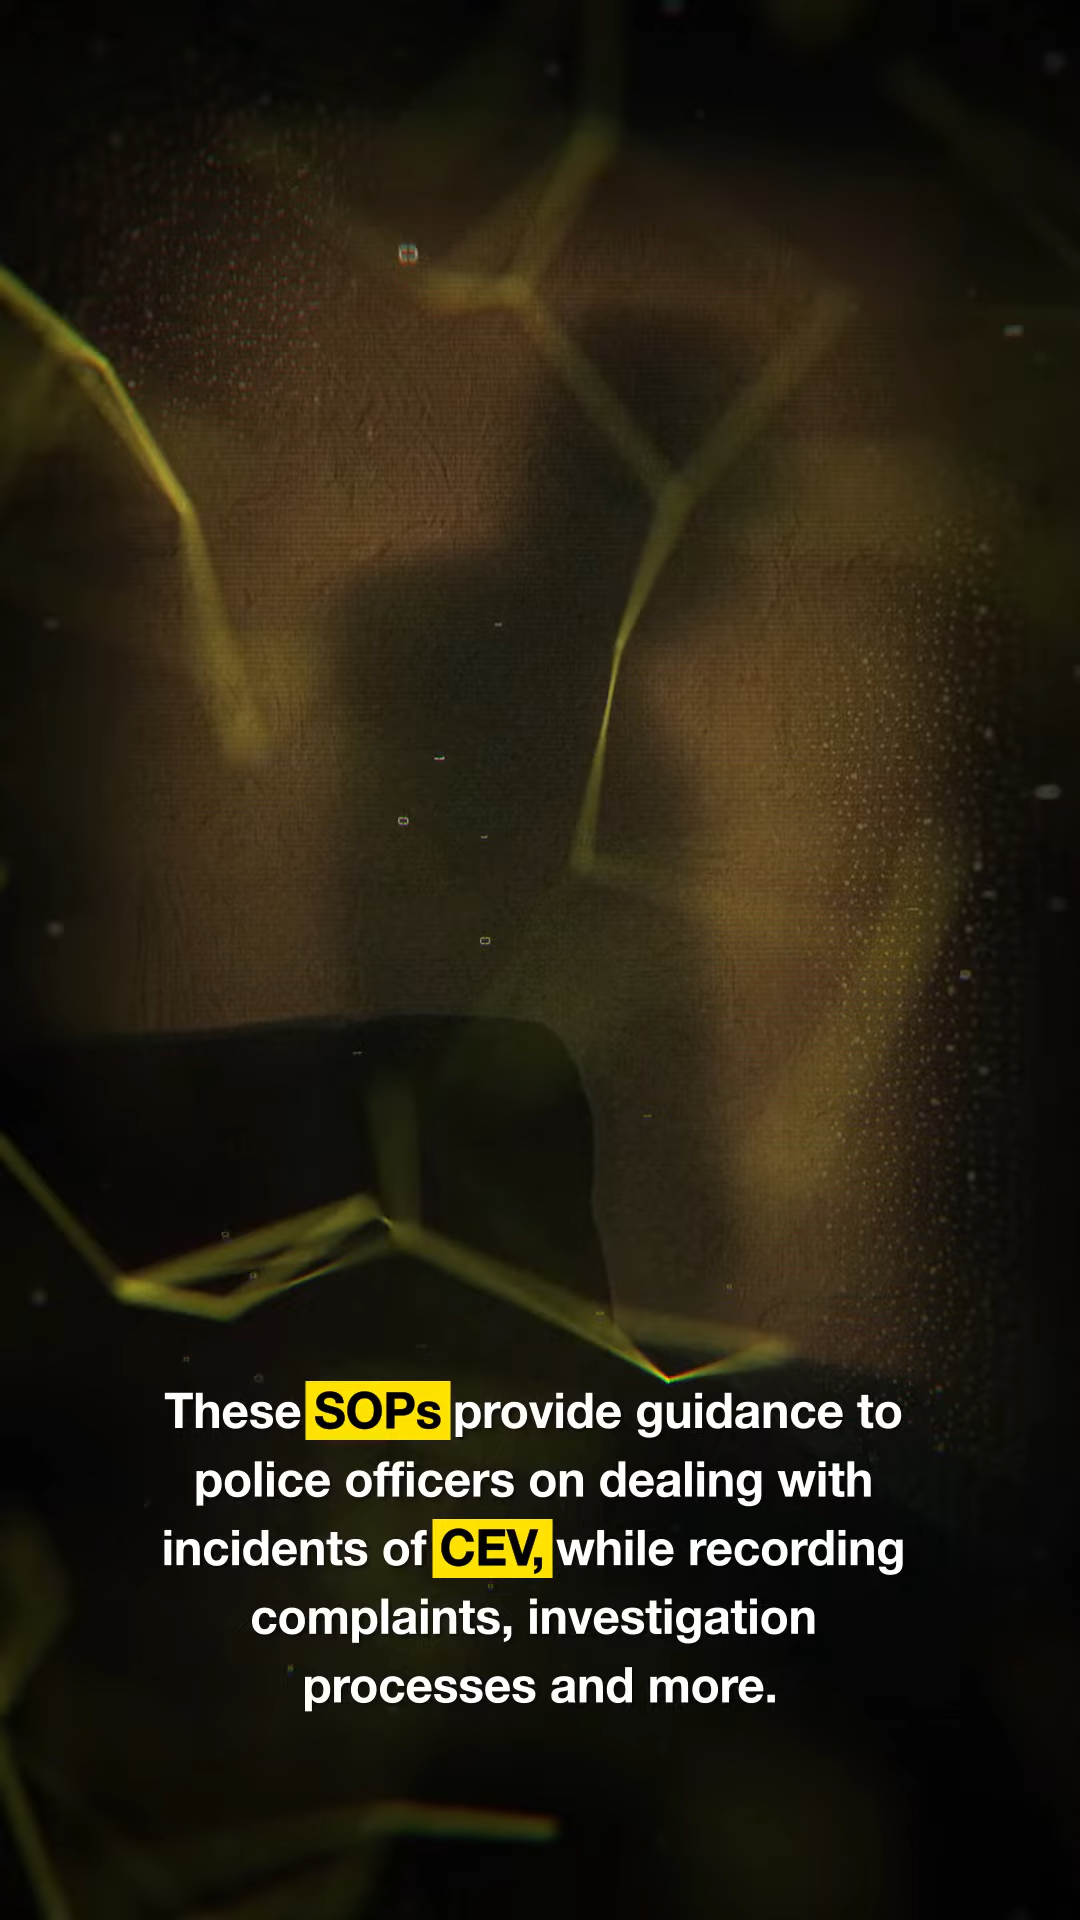 These SOPs provide guidance to
police officers on dealing with
incidents of CEV, while recording
complaints, investigation
processes and more.